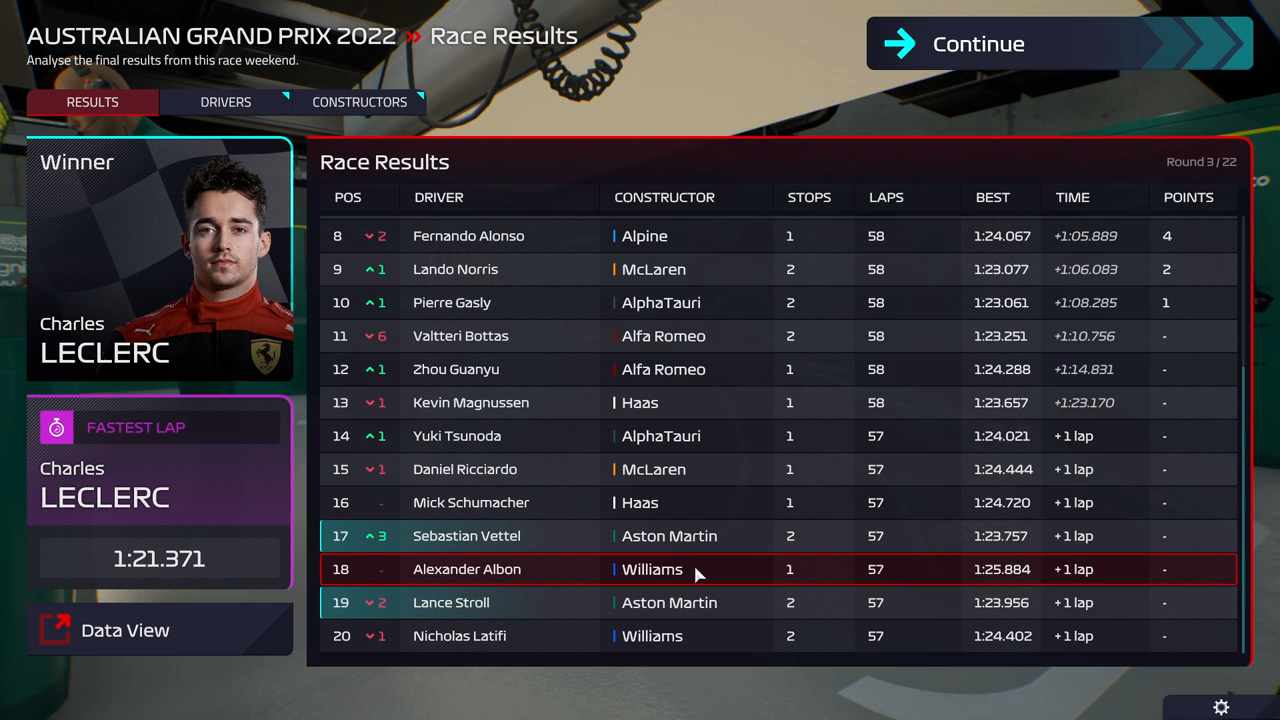 AUSTRALIAN GRAND PRIX 2022 » Race Results
Analyse the final results from this race weekend.
Continue
RESULTS DRIVERS CONSTRUCTORS
Winner
Charles
LECLERC
FASTEST LAP
Charles
LECLERC
1:21.371
Data View
Race Results Round 3 / 22
POS DRIVER CONSTRUCTOR STOPS LAPS BEST TIME POINTS
8 2 Fernando Alonso Alpine 1 58 1:24.067 +1:05.889 4
9 1 Lando Norris McLaren 2 58 1:23.077 +1:06.083 2
10 1 Pierre Gasly AlphaTauri 2 58 1:23.061 +1:08.285 1
11 6 Valtteri Bottas Alfa Romeo 2 58 1:23.251 +1:10.756 -
12 1 Zhou Guanyu Alfa Romeo 1 58 1:24.288 +1:14.831 -
13 1 Kevin Magnussen Haas 1 58 1:23.657 +1:23.170 -
14 1 Yuki Tsunoda AlphaTauri 1 57 1:24.021 + 1 lap -
15 1 Daniel Ricciardo McLaren 1 57 1:24.444 + 1 lap -
16 - Mick Schumacher Haas 1 57 1:24.720 + 1 lap -
17 3 Sebastian Vettel Aston Martin 2 57 1:23.757 + 1 lap -
18 - Alexander Albon Williams 1 57 1:25.884 + 1 lap -
19 2 Lance Stroll Aston Martin 2 57 1:23.956 + 1 lap -
20 1 Nicholas Latifi Williams 2 57 1:24.402 + 1 lap -